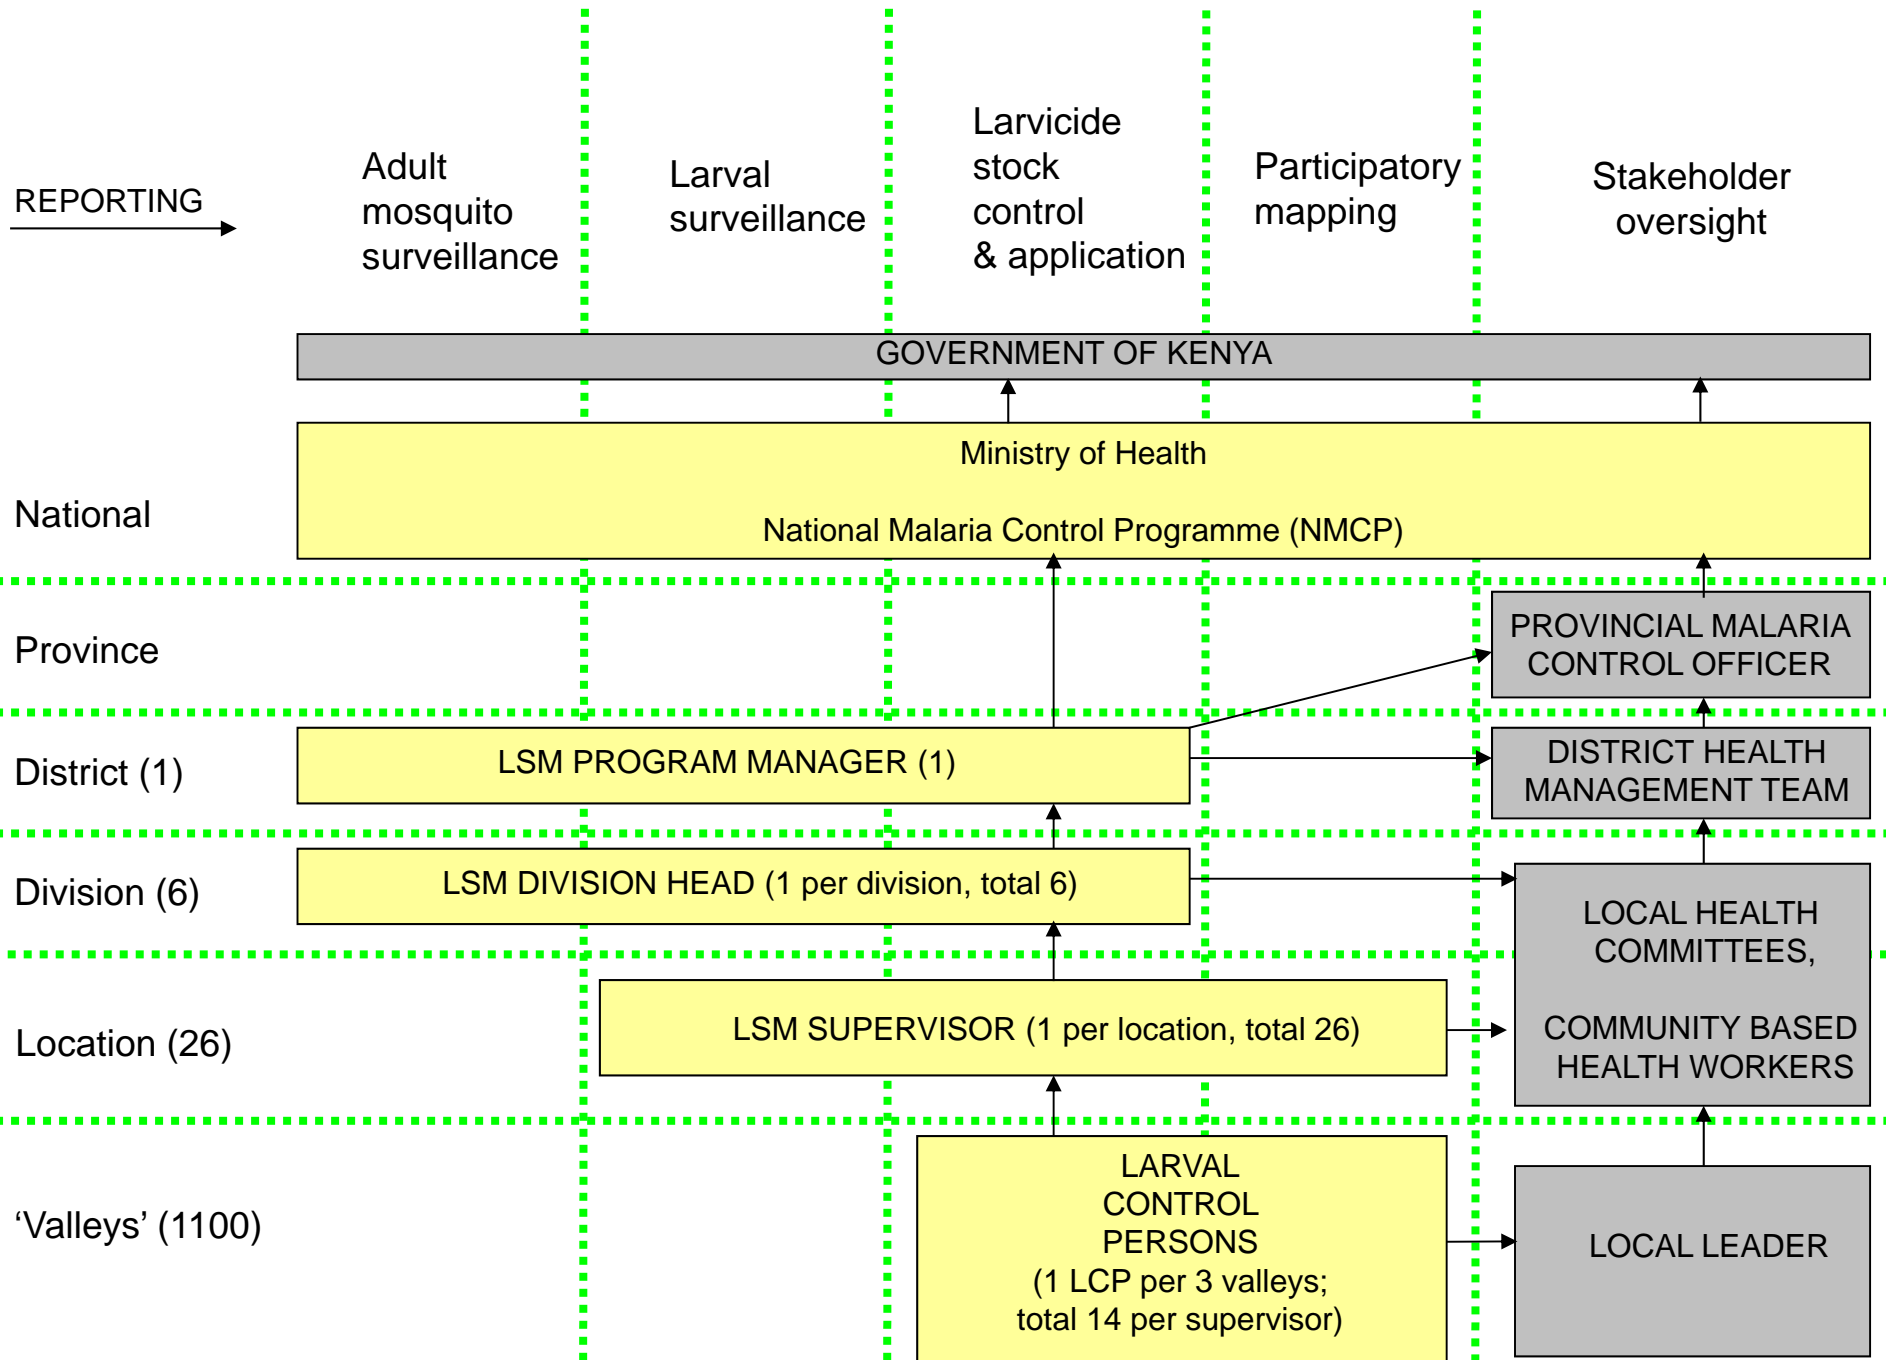 REPORTING
Adult
mosquito
surveillance
Larval
surveillance
Larvicide
stock
control
& application
Participatory
mapping
Stakeholder
oversight
GOVERNMENT OF KENYA
National
Ministry of Health
National Malaria Control Programme (NMCP)
Province
PROVINCIAL MALARIA
CONTROL OFFICER
District (1)
LSM PROGRAM MANAGER (1)
DISTRICT HEALTH
MANAGEMENT TEAM
Division (6)
LSM DIVISION HEAD (1 per division, total 6)
LOCAL HEALTH
COMMITTEES,
COMMUNITY BASED
HEALTH WORKERS
Location (26)
LSM SUPERVISOR (1 per location, total 26)
‘Valleys’ (1100)
LARVAL
CONTROL
PERSONS
(1 LCP per 3 valleys;
total 14 per supervisor)
LOCAL LEADER